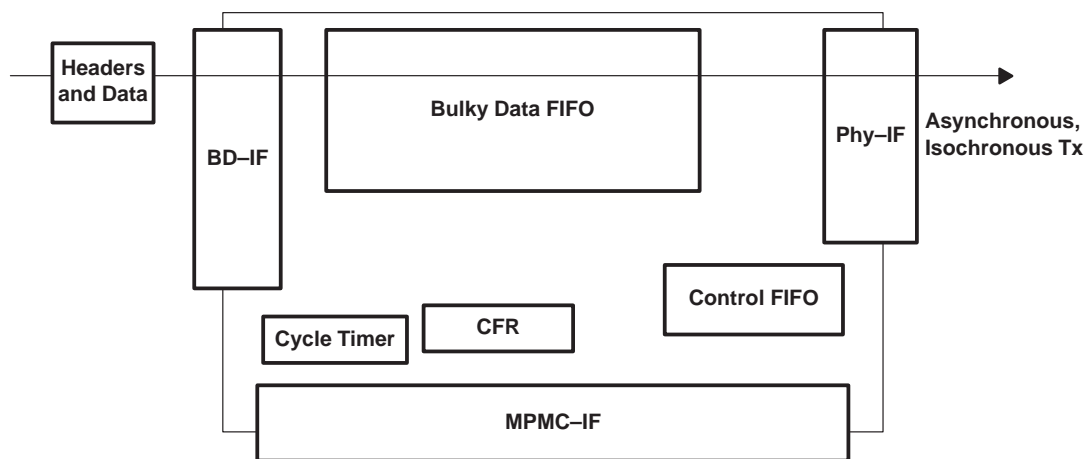 Headers
and Data
BD–IF
Bulky Data FIFO
Phy–IF
Asynchronous,
Isochronous Tx
Control FIFO
CFR
Cycle Timer
MPMC–IF